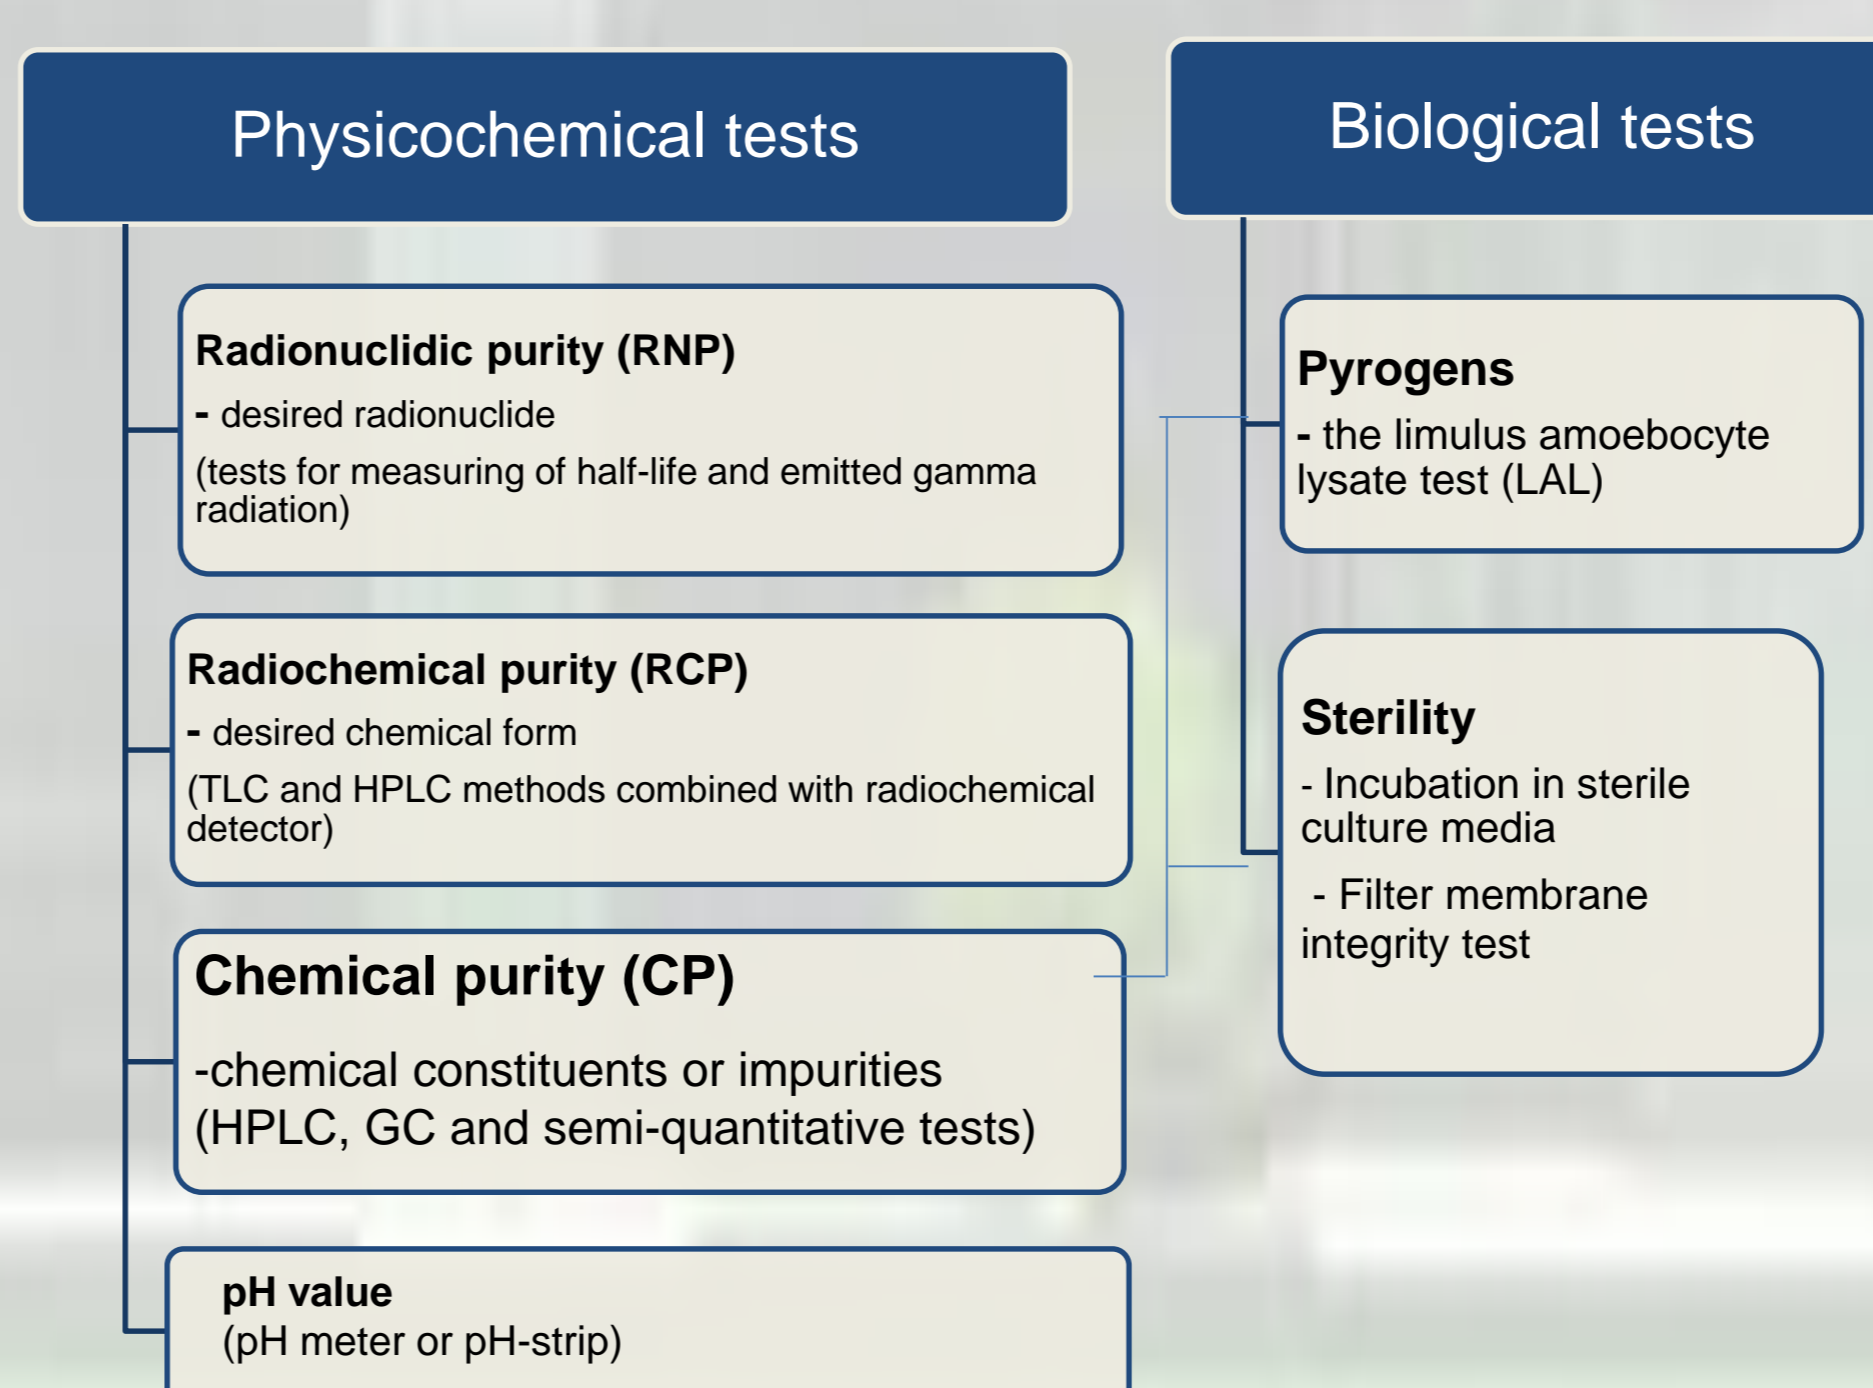 Physicochemical tests
Radionuclidic purity (RNP)
- desired radionuclide
(tests for measuring of half-life and emitted gamma
radiation)
Radiochemical purity (RCP)
- desired chemical form
(TLC and HPLC methods combined with radiochemical
detector)
Chemical purity (CP)
-chemical constituents or impurities
(HPLC, GC and semi-quantitative tests)
pH value
(pH meter or pH-strip)
Biological tests
Pyrogens
- the limulus amoebocyte
lysate test (LAL)
Sterility
- Incubation in sterile
culture media
- Filter membrane
integrity test